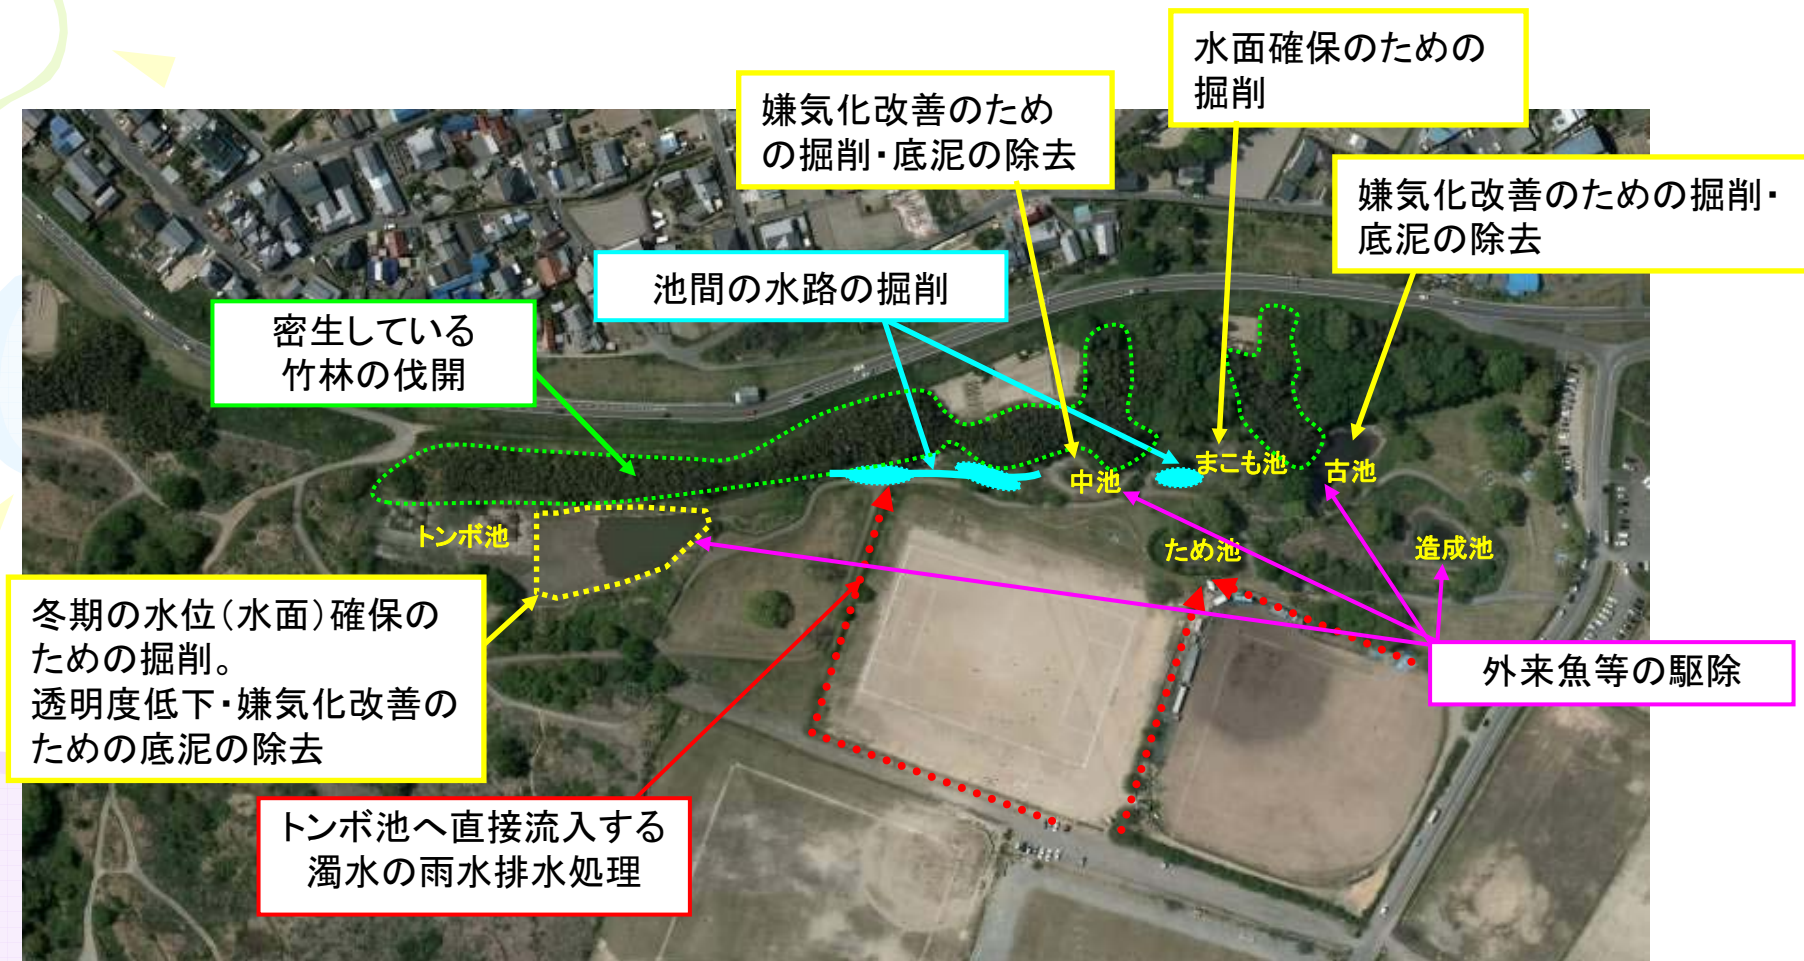 水面確保のための
掘削
嫌気化改善のため
の掘削・底泥の除去
嫌気化改善のための掘削・
底泥の除去
池間の水路の掘削
密生している
竹林の伐開
中池
まこも池
古池
トンボ池
ため池
造成池
冬期の水位(水面)確保の
ための掘削。
透明度低下・嫌気化改善の
ための底泥の除去
外来魚等の駆除
トンボ池へ直接流入する
濁水の雨水排水処理